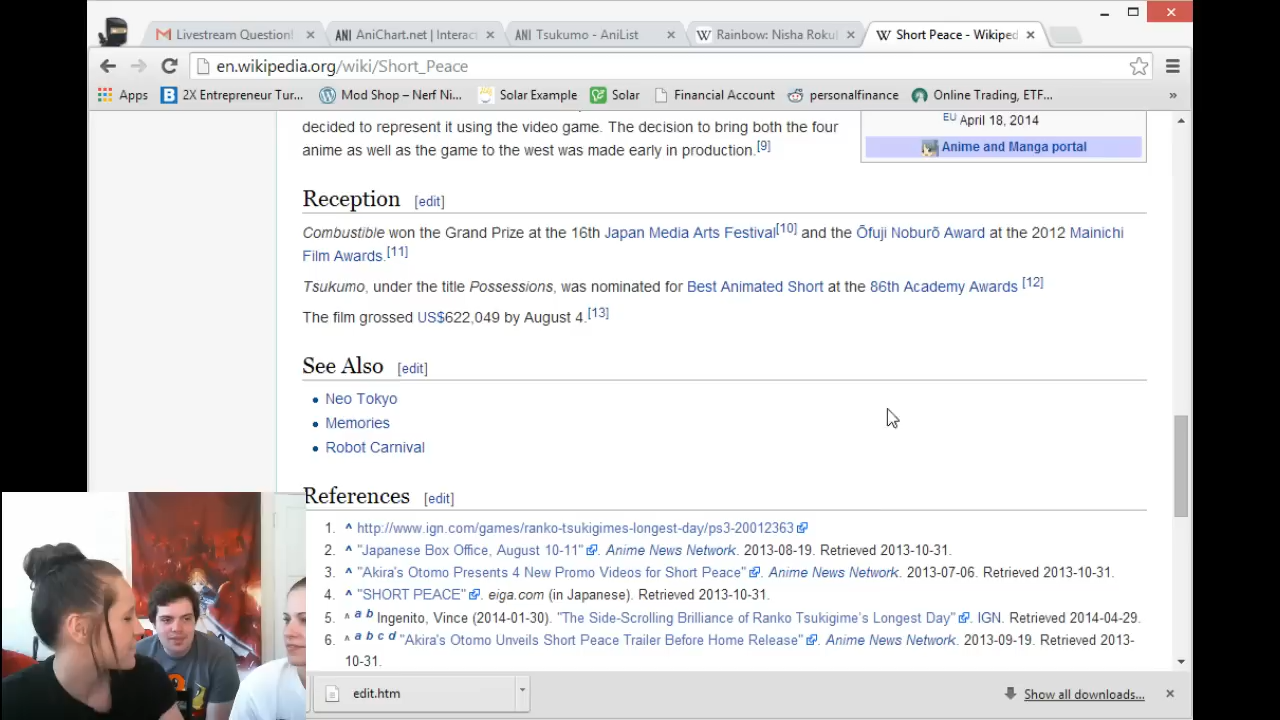 Livestream Question!
AniChart.net | Interac
Tsukumo - AniList
Rainbow: Nisha Roku
Short Peace - Wikiped
en.wikipedia.org/wiki/Short_Peace
Apps
2X Entrepreneur Tur...
Mod Shop – Nerf Ni...
Solar Example
Solar
Financial Account
personalfinance
Online Trading, ETF...
»
decided to represent it using the video game. The decision to bring both the four
anime as well as the game to the west was made early in production.[9]
EU April 18, 2014
Anime and Manga portal
Reception [edit]
Combustible won the Grand Prize at the 16th Japan Media Arts Festival[10] and the Ōfuji Noburō Award at the 2012 Mainichi
Film Awards.[11]
Tsukumo, under the title Possessions, was nominated for Best Animated Short at the 86th Academy Awards [12]
The film grossed US$622,049 by August 4.[13]
See Also [edit]
• Neo Tokyo
• Memories
• Robot Carnival
References [edit]
1. ^ http://www.ign.com/games/ranko-tsukigimes-longest-day/ps3-20012363
2. ^ "Japanese Box Office, August 10-11". Anime News Network. 2013-08-19. Retrieved 2013-10-31.
3. ^ "Akira's Otomo Presents 4 New Promo Videos for Short Peace". Anime News Network. 2013-07-06. Retrieved 2013-10-31.
4. ^ "SHORT PEACE". eiga.com (in Japanese). Retrieved 2013-10-31.
5. ^ a b Ingenito, Vince (2014-01-30). "The Side-Scrolling Brilliance of Ranko Tsukigime's Longest Day". IGN. Retrieved 2014-04-29.
6. ^ a b c d "Akira's Otomo Unveils Short Peace Trailer Before Home Release". Anime News Network. 2013-09-19. Retrieved 2013-
10-31.
edit.htm
Show all downloads...